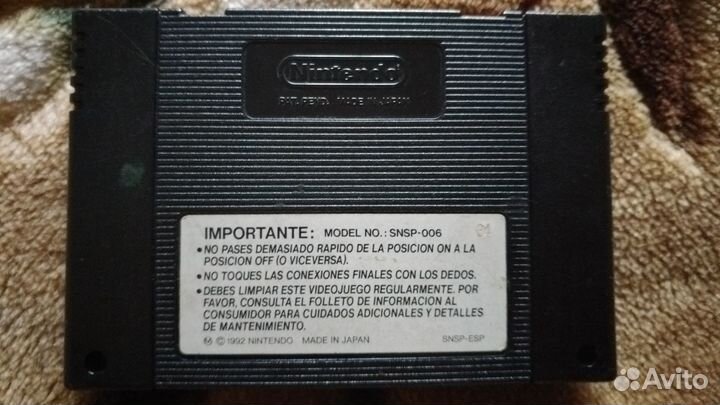 Nintendo
PAT. PEND. MADE IN JAPAN
IMPORTANTE: MODEL NO.: SNSP-006
•NO PASES DEMASIADO RAPIDO DE LA POSICION ON A LA
POSICION OFF (O VICEVERSA).
•NO TOQUES LAS CONEXIONES FINALES CON LOS DEDOS.
•DEBES LIMPIAR ESTE VIDEOJUEGO REGULARMENTE. POR
FAVOR, CONSULTA EL FOLLETO DE INFORMACION AL
CONSUMIDOR PARA CUIDADOS ADICIONALES Y DETALLES
DE MANTENIMIENTO.
Ⓜ © 1992 NINTENDO MADE IN JAPAN SNSP-ESP
Avito